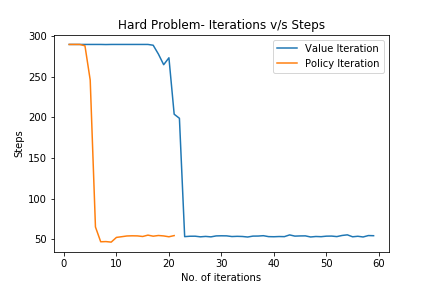 Hard Problem- Iterations v/s Steps
Value Iteration
Policy Iteration
Steps
300
250
200
150
100
50
0
10
20
30
40
50
60
No. of iterations